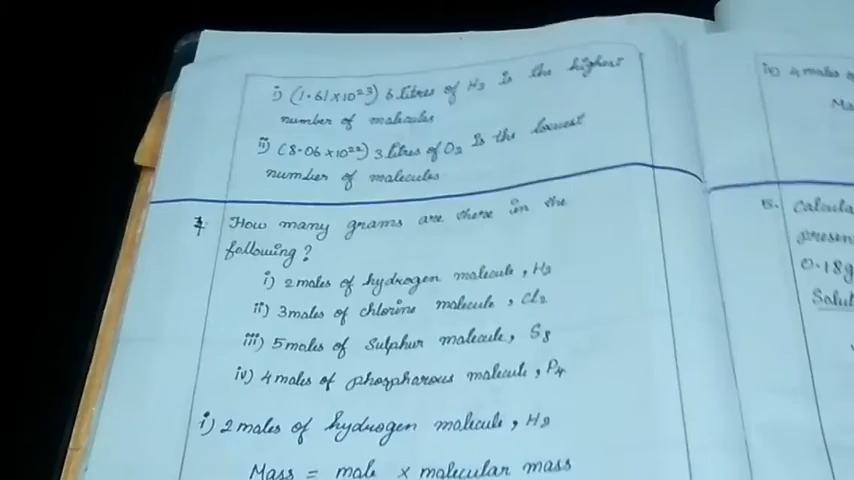 i) (1.61×10²³) 6 litres of H₂ is the highest
number of molecules
ii) (8.06×10²²) 3 litres of O₂ is the lowest
number of molecules
7. How many grams are there in the
following?
i) 2 moles of hydrogen molecule, H₂
ii) 3 moles of chlorine molecule, Cl₂
iii) 5 moles of Sulphur molecule, S₈
iv) 4 moles of phospharous molecule, P₄
i) 2 moles of hydrogen molecule, H₂
Mass = mole × molecular mass
iv) 4 moles
5. Calcula
presen
0.18g
Solut